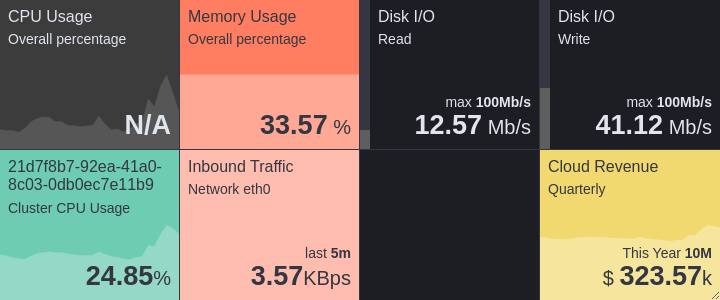 CPU Usage
Overall percentage
N/A
Memory Usage
Overall percentage
33.57 %
Disk I/O
Read
max 100Mb/s
12.57 Mb/s
Disk I/O
Write
max 100Mb/s
41.12 Mb/s
21d7f8b7-92ea-41a0-
8c03-0db0ec7e11b9
Cluster CPU Usage
24.85%
Inbound Traffic
Network eth0
last 5m
3.57KBps
Cloud Revenue
Quarterly
This Year 10M
$ 323.57k